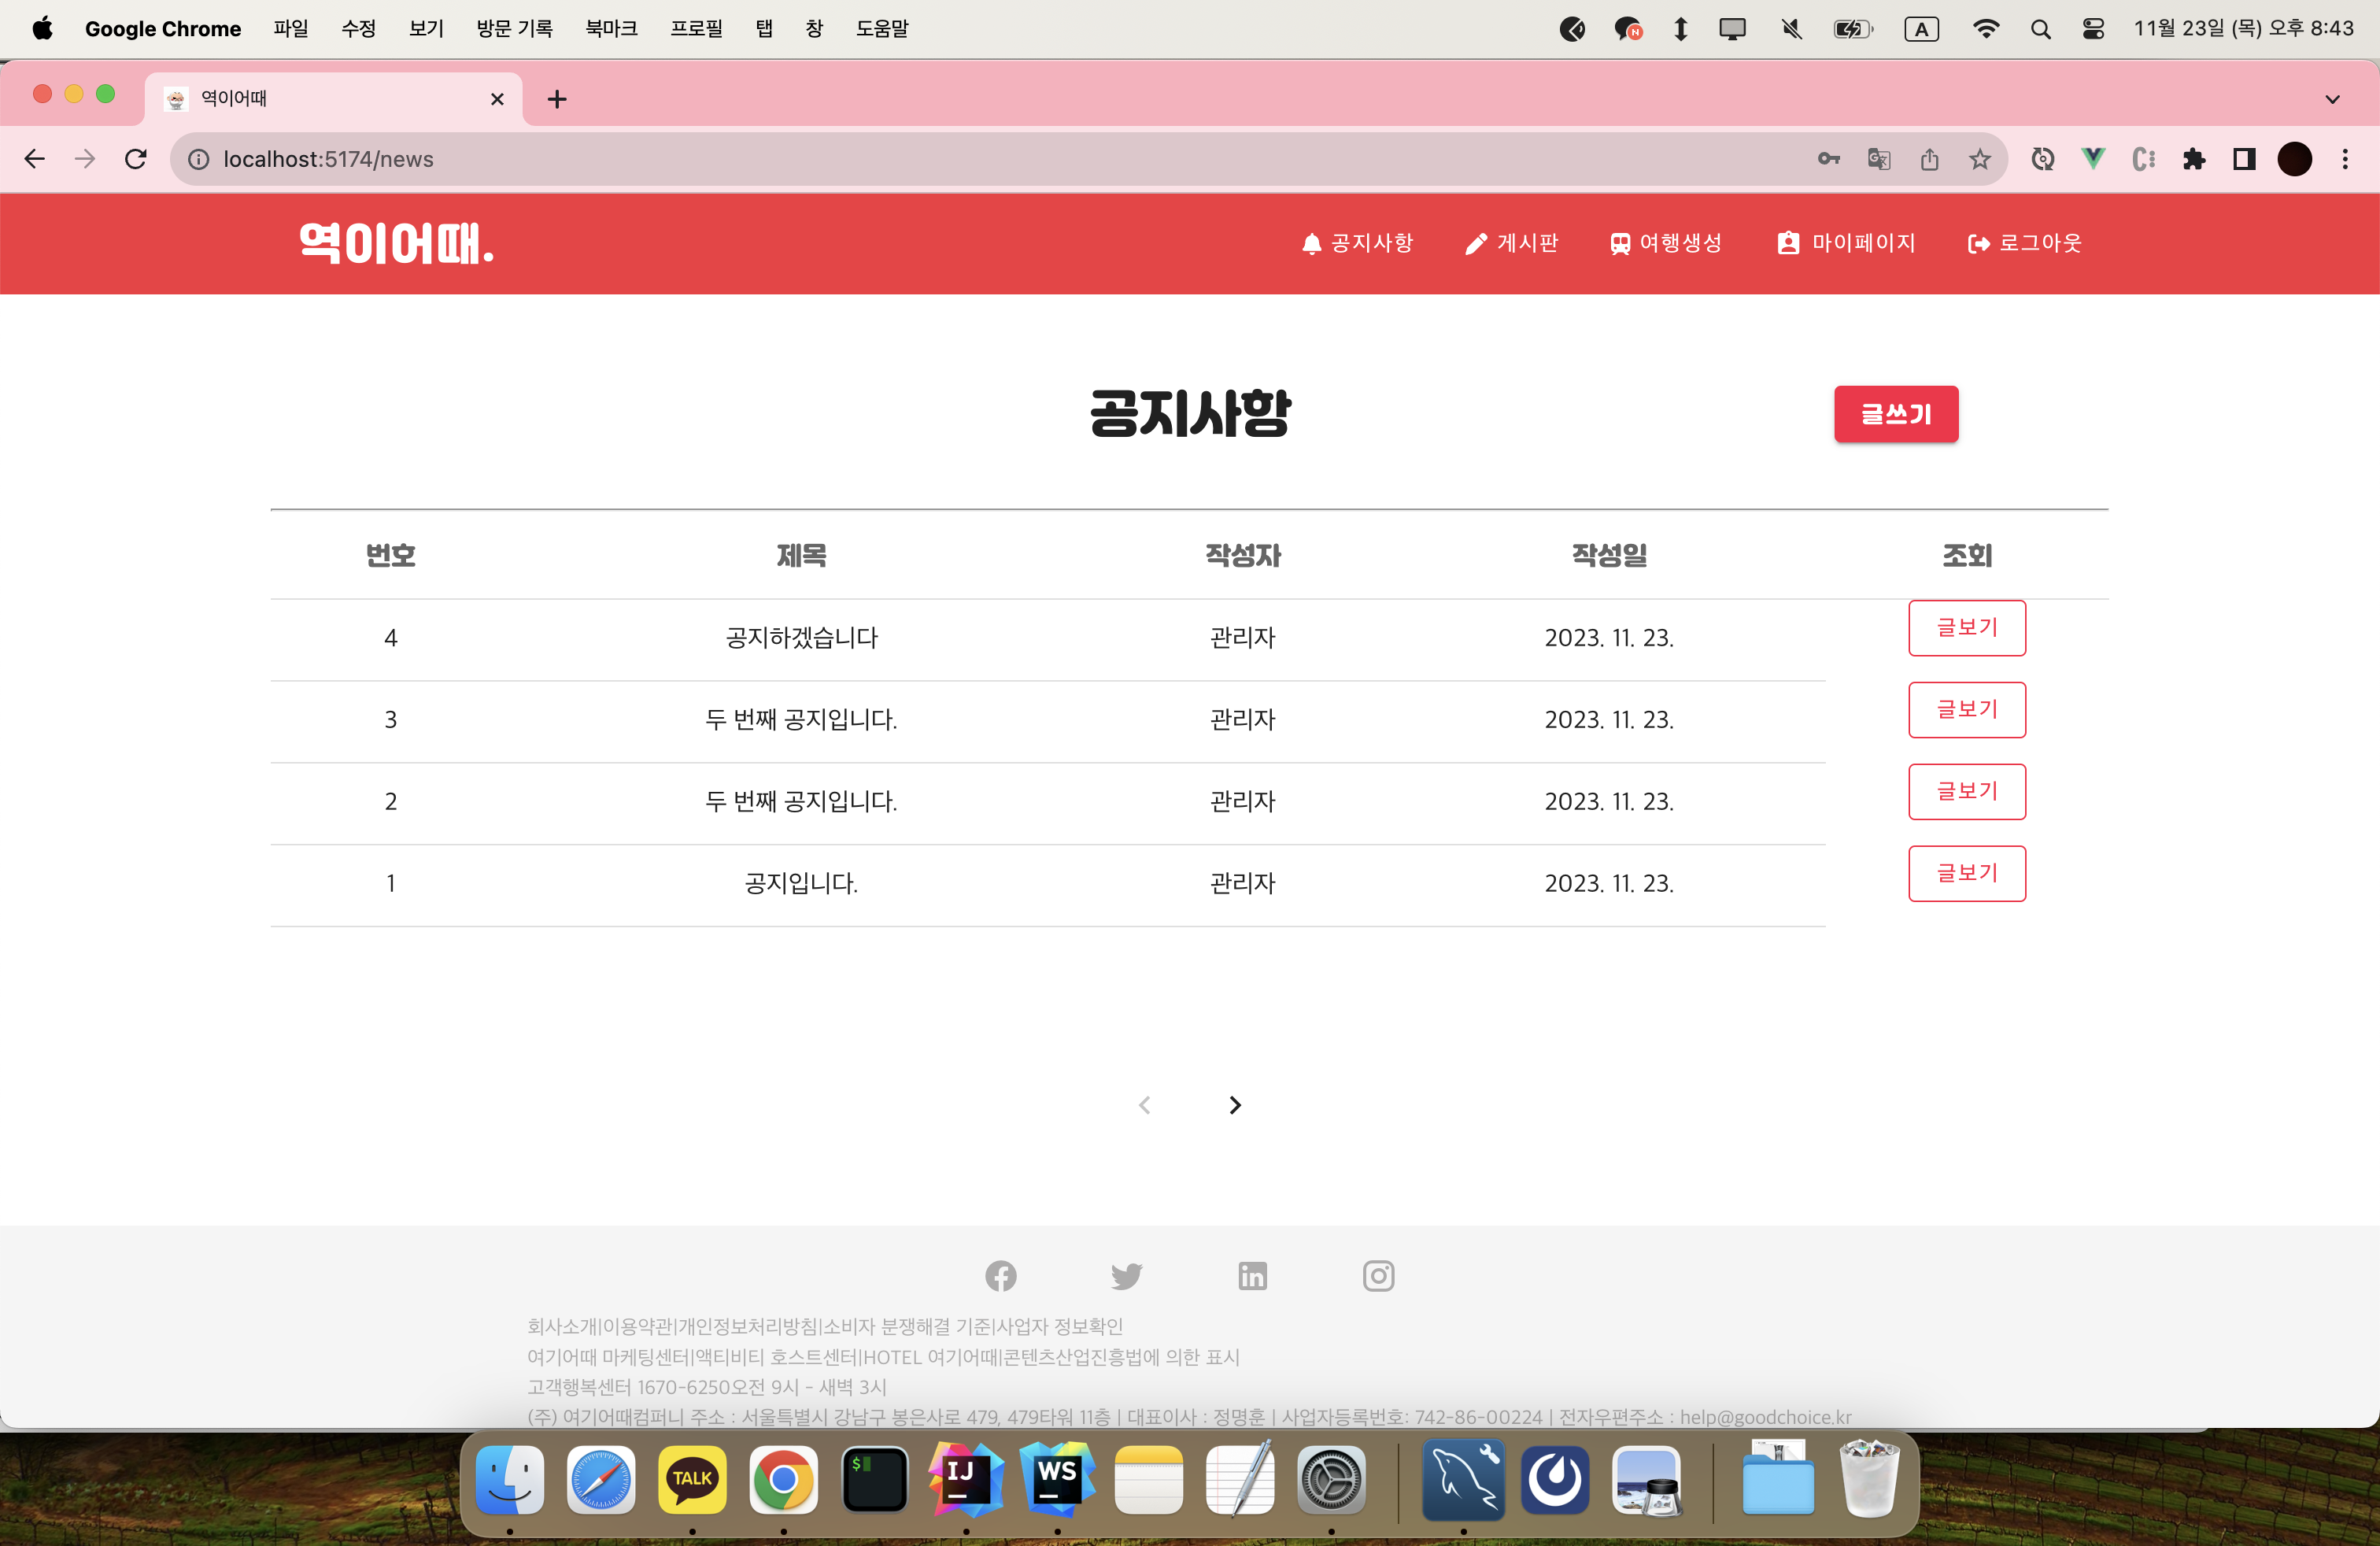 Google Chrome 파일 수정 보기 방문 기록 북마크 프로필 탭 창 도움말 N A 11월 23일 (목) 오후 8:43
역이어때
localhost:5174/news
역이어때. 공지사항 게시판 여행생성 마이페이지 로그아웃
공지사항 글쓰기
번호 제목 작성자 작성일 조회
4 공지하겠습니다 관리자 2023. 11. 23. 글보기
3 두 번째 공지입니다. 관리자 2023. 11. 23. 글보기
2 두 번째 공지입니다. 관리자 2023. 11. 23. 글보기
1 공지입니다. 관리자 2023. 11. 23. 글보기
회사소개|이용약관|개인정보처리방침|소비자 분쟁해결 기준|사업자 정보확인
여기어때 마케팅센터|액티비티 호스트센터|HOTEL 여기어때|콘텐츠산업진흥법에 의한 표시
고객행복센터 1670-6250오전 9시 - 새벽 3시
(주) 여기어때컴퍼니 주소 : 서울특별시 강남구 봉은사로 479, 479타워 11층 | 대표이사 : 정명훈 | 사업자등록번호: 742-86-00224 | 전자우편주소 : help@goodchoice.kr
TALK $ IJ WS